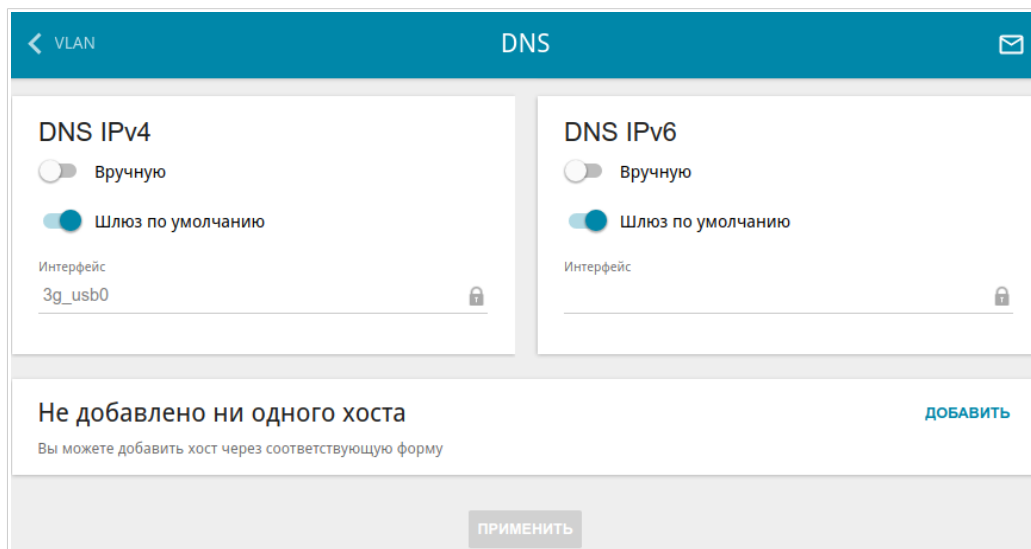 VLAN
DNS
DNS IPv4
Вручную
Шлюз по умолчанию
Интерфейс
3g_usb0
DNS IPv6
Вручную
Шлюз по умолчанию
Интерфейс
Не добавлено ни одного хоста
ДОБАВИТЬ
Вы можете добавить хост через соответствующую форму
ПРИМЕНИТЬ